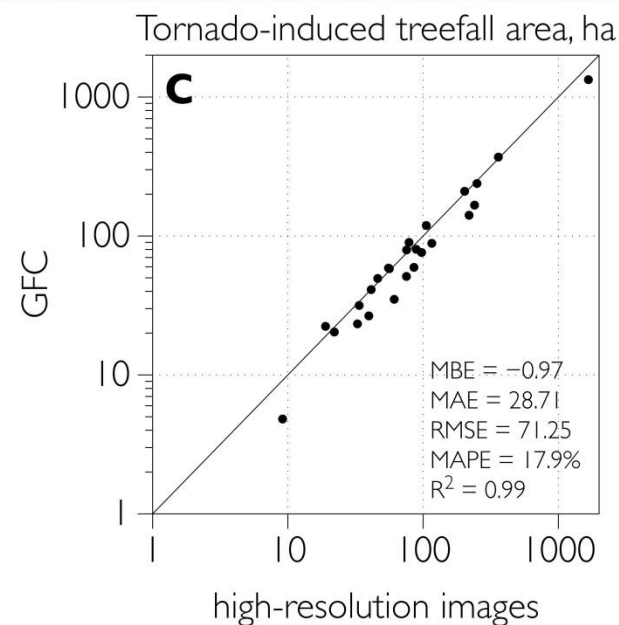 Tornado-induced treefall area, ha
C
1000
100
10
1
GFC
MBE = −0.97
MAE = 28.71
RMSE = 71.25
MAPE = 17.9%
R² = 0.99
1 10 100 1000
high-resolution images